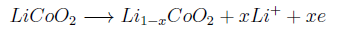 LiCoO₂ ⟶ Li₁₋ₓCoO₂ + xLi⁺ + xe